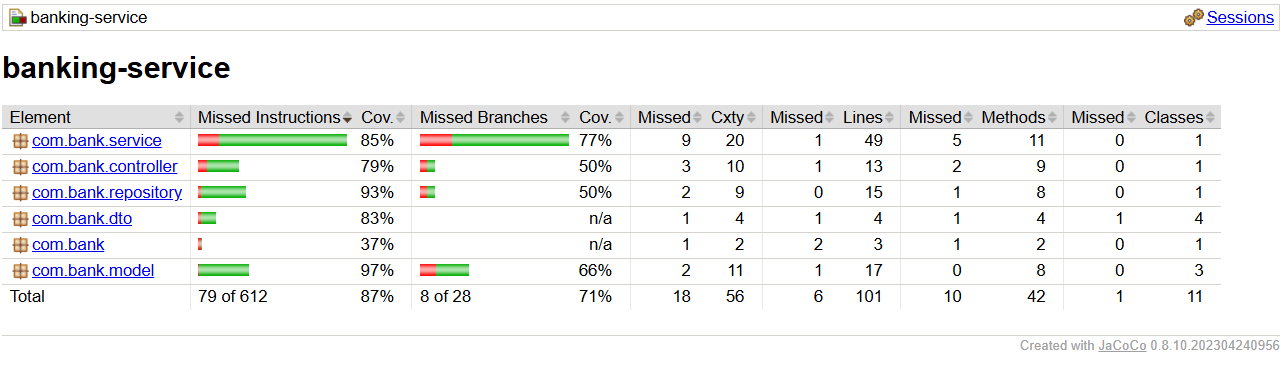 banking-service Sessions
banking-service
Element Missed Instructions Cov. Missed Branches Cov. Missed Cxty Missed Lines Missed Methods Missed Classes
com.bank.service 85% 77% 9 20 1 49 5 11 0 1
com.bank.controller 79% 50% 3 10 1 13 2 9 0 1
com.bank.repository 93% 50% 2 9 0 15 1 8 0 1
com.bank.dto 83% n/a 1 4 1 4 1 4 1 4
com.bank 37% n/a 1 2 2 3 1 2 0 1
com.bank.model 97% 66% 2 11 1 17 0 8 0 3
Total 79 of 612 87% 8 of 28 71% 18 56 6 101 10 42 1 11
Created with JaCoCo 0.8.10.202304240956